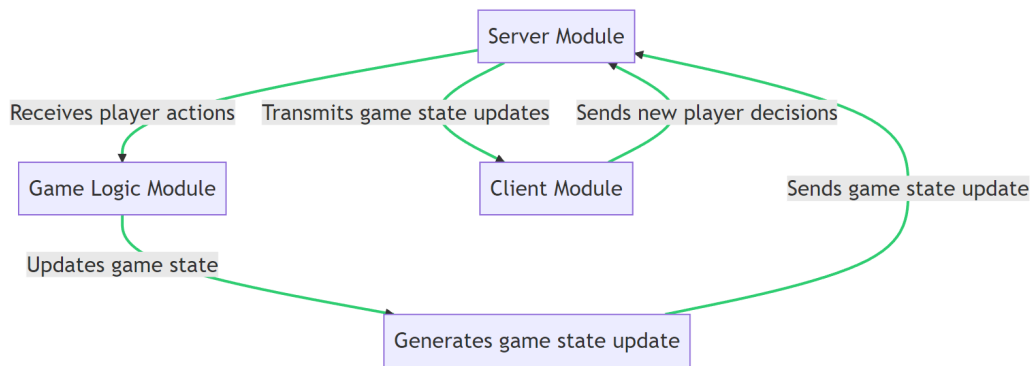 Server Module
Receives player actions
Transmits game state updates
Sends new player decisions
Game Logic Module
Client Module
Sends game state update
Updates game state
Generates game state update